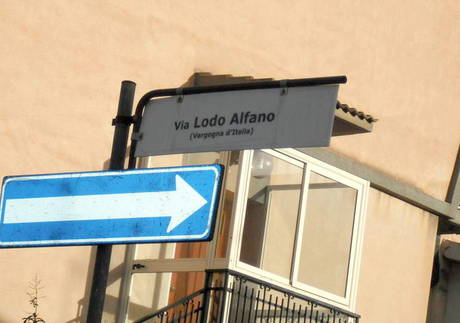 Via Lodo Alfano
(Vergogna d'Italia)